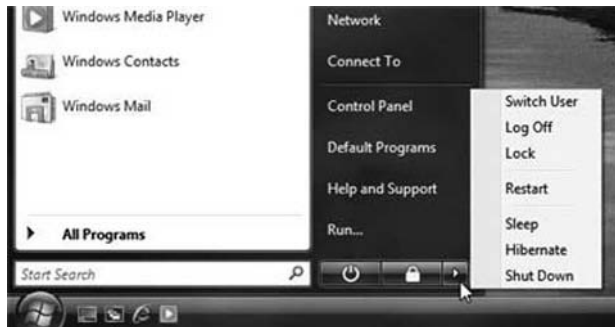 Windows Media Player
Windows Contacts
Windows Mail
All Programs
Start Search
Network
Connect To
Control Panel
Default Programs
Help and Support
Run...
Switch User
Log Off
Lock
Restart
Sleep
Hibernate
Shut Down